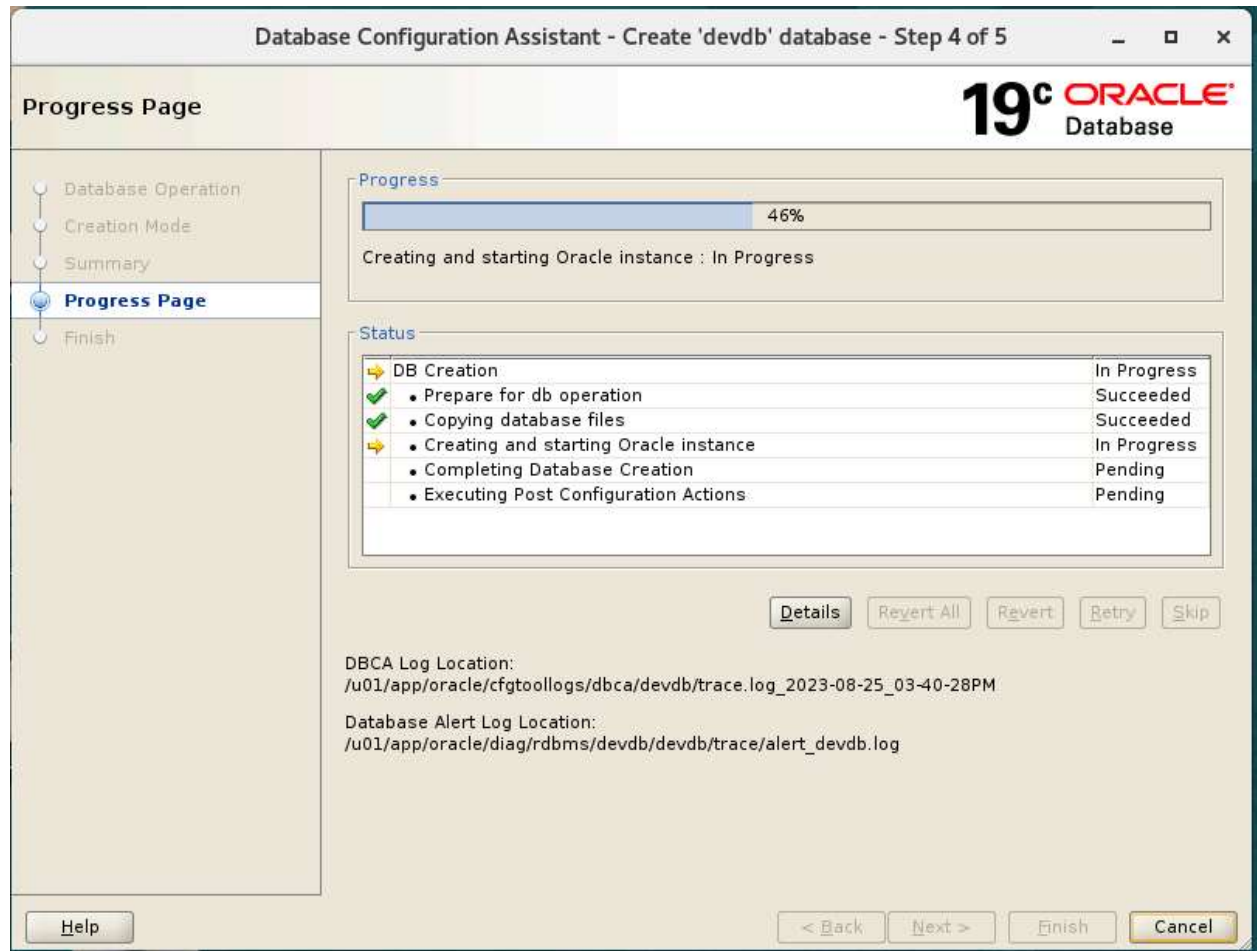 Database Configuration Assistant - Create 'devdb' database - Step 4 of 5
Progress Page
19c ORACLE
Database
Database Operation
Creation Mode
Summary
Progress Page
Finish
Progress
46%
Creating and starting Oracle instance : In Progress
Status
DB Creation In Progress
• Prepare for db operation Succeeded
• Copying database files Succeeded
• Creating and starting Oracle instance In Progress
• Completing Database Creation Pending
• Executing Post Configuration Actions Pending
Details Revert All Revert Retry Skip
DBCA Log Location:
/u01/app/oracle/cfgtoollogs/dbca/devdb/trace.log_2023-08-25_03-40-28PM
Database Alert Log Location:
/u01/app/oracle/diag/rdbms/devdb/devdb/trace/alert_devdb.log
Help < Back Next > Finish Cancel